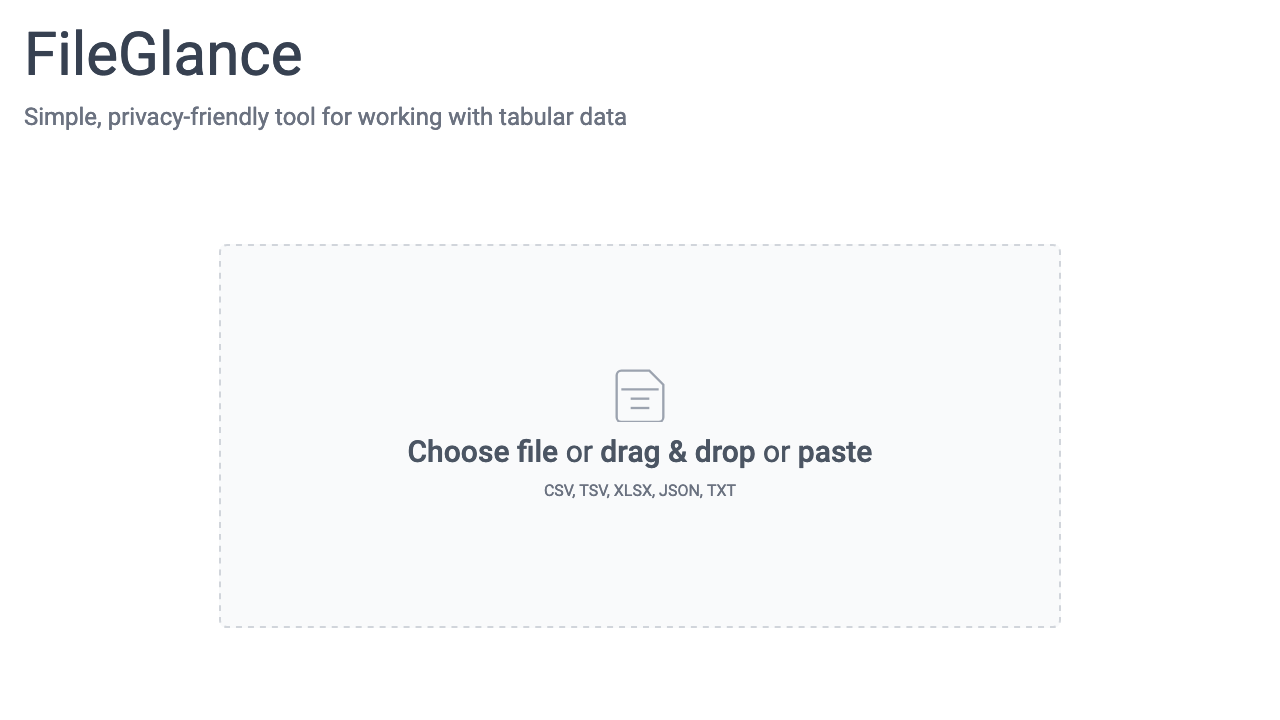 FileGlance
Simple, privacy-friendly tool for working with tabular data
Choose file or drag & drop or paste
CSV, TSV, XLSX, JSON, TXT